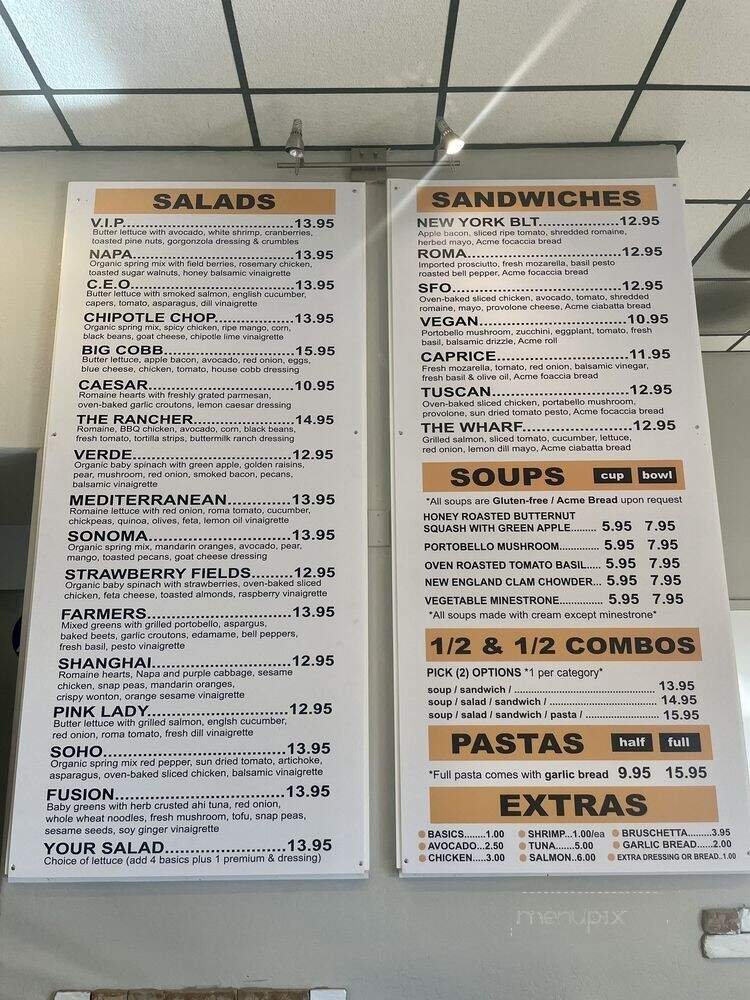 SALADS
V.I.P.......................................13.95
Butter lettuce with avocado, white shrimp, cranberries,
toasted pine nuts, gorgonzola dressing & crumbles
NAPA......................................13.95
Organic spring mix with field berries, rosemary chicken,
toasted sugar walnuts, honey balsamic vinaigrette
C.E.O......................................13.95
Butter lettuce with smoked salmon, english cucumber,
capers, tomato, asparagus, dill vinaigrette
CHIPOTLE CHOP..................13.95
Organic spring mix, spicy chicken, ripe mango, corn,
black beans, goat cheese, chipotle lime vinaigrette
BIG COBB..............................15.95
Butter lettuce, apple bacon, avocado, red onion, eggs,
blue cheese, chicken, tomato, house cobb dressing
CAESAR.................................10.95
Romaine hearts with freshly grated parmesan,
oven-baked garlic croutons, lemon caesar dressing
THE RANCHER.....................14.95
Romaine, BBQ chicken, avocado, corn, black beans,
fresh tomato, tortilla strips, buttermilk ranch dressing
VERDE....................................12.95
Organic baby spinach with green apple, golden raisins,
pear, mushroom, red onion, smoked bacon, pecans,
balsamic vinaigrette
MEDITERRANEAN..............13.95
Romaine lettuce with red onion, roma tomato, cucumber,
chickpeas, quinoa, olives, feta, lemon oil vinaigrette
SONOMA...............................13.95
Organic spring mix, mandarin oranges, avocado, pear,
mango, toasted pecans, goat cheese dressing
STRAWBERRY FIELDS.........12.95
Organic baby spinach with strawberries, oven-baked sliced
chicken, feta cheese, toasted almonds, raspberry vinaigrette
FARMERS...............................13.95
Mixed greens with grilled portobello, aspargus,
baked beets, garlic croutons, edamame, bell peppers,
fresh basil, pesto vinaigrette
SHANGHAI.............................12.95
Romaine hearts, Napa and purple cabbage, sesame
chicken, snap peas, mandarin oranges,
crispy wonton, orange sesame vinaigrette
PINK LADY.............................12.95
Butter lettuce with grilled salmon, englsh cucumber,
red onion, roma tomato, fresh dill vinaigrette
SOHO......................................13.95
Organic spring mix red pepper, sun dried tomato, artichoke,
asparagus, oven-baked sliced chicken, balsamic vinaigrette
FUSION...................................13.95
Baby greens with herb crusted ahi tuna, red onion,
whole wheat noodles, fresh mushroom, tofu, snap peas,
sesame seeds, soy ginger vinaigrette
YOUR SALAD........................13.95
Choice of lettuce (add 4 basics plus 1 premium & dressing)
SANDWICHES
NEW YORK BLT................12.95
Apple bacon, sliced ripe tomato, shredded romaine,
herbed mayo, Acme focaccia bread
ROMA..............................12.95
Imported prosciutto, fresh mozarella, basil pesto
roasted bell pepper, Acme focaccia bread
SFO.................................12.95
Oven-baked sliced chicken, avocado, tomato, shredded
romaine, mayo, provolone cheese, Acme ciabatta bread
VEGAN............................10.95
Portobello mushroom, zucchini, eggplant, tomato, fresh
basil, balsamic drizzle, Acme roll
CAPRICE.........................11.95
Fresh mozarella, tomato, red onion, balsamic vinegar,
fresh basil & olive oil, Acme foaccia bread
TUSCAN..........................12.95
Oven-baked sliced chicken, portabello mushroom,
provolone, sun dried tomato pesto, Acme focaccia bread
THE WHARF....................12.95
Grilled salmon, sliced tomato, cucumber, lettuce,
red onion, lemon dill mayo, Acme ciabatta bread
SOUPS cup bowl
*All soups are Gluten-free / Acme Bread upon request
HONEY ROASTED BUTTERNUT
SQUASH WITH GREEN APPLE......... 5.95 7.95
PORTOBELLO MUSHROOM.............. 5.95 7.95
OVEN ROASTED TOMATO BASIL..... 5.95 7.95
NEW ENGLAND CLAM CHOWDER... 5.95 7.95
VEGETABLE MINESTRONE............... 5.95 7.95
*All soups made with cream except minestrone*
1/2 & 1/2 COMBOS
PICK (2) OPTIONS *1 per category*
soup / sandwich / ........................................ 13.95
soup / salad / sandwich / .............................. 14.95
soup / salad / sandwich / pasta / .................... 15.95
PASTAS half full
*Full pasta comes with garlic bread 9.95 15.95
EXTRAS
BASICS........1.00 SHRIMP...1.00/ea BRUSCHETTA........3.95
AVOCADO...2.50 TUNA.......5.00 GARLIC BREAD......2.00
CHICKEN.....3.00 SALMON..6.00 EXTRA DRESSING OR BREAD..1.00
menupix